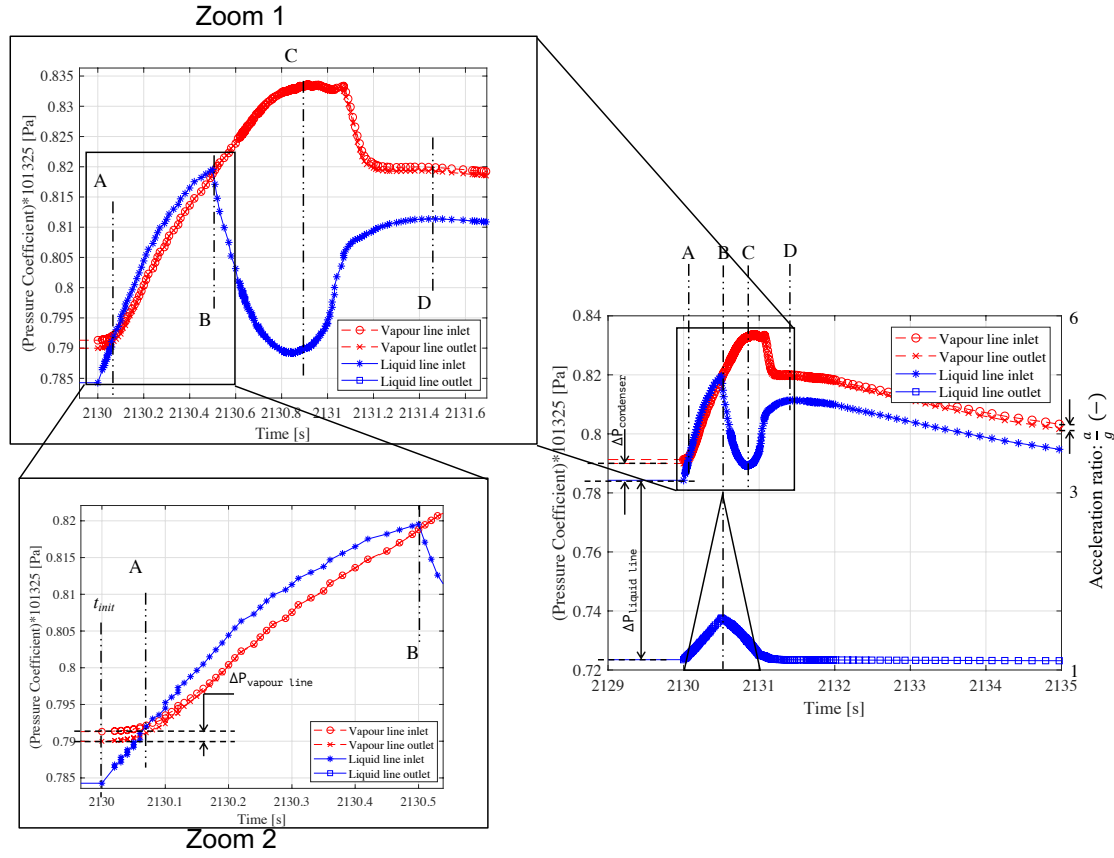 Zoom 1
C
0.835
0.83
0.825
0.82
0.815
0.81
0.805
0.8
0.795
0.79
0.785
(Pressure Coefficient)*101325 [Pa]
A
B
D
Vapour line inlet
Vapour line outlet
Liquid line inlet
Liquid line outlet
2130 2130.2 2130.4 2130.6 2130.8 2131 2131.2 2131.4 2131.6
Time [s]
0.82
0.815
0.81
0.805
0.8
0.795
0.79
0.785
(Pressure Coefficient)*101325 [Pa]
A
t_init
B
ΔP_vapour line
Vapour line inlet
Vapour line outlet
Liquid line inlet
Liquid line outlet
2130 2130.1 2130.2 2130.3 2130.4 2130.5
Time [s]
Zoom 2
A B C D
0.84
0.82
0.8
0.78
0.76
0.74
0.72
(Pressure Coefficient)*101325 [Pa]
ΔP_condenser
ΔP_liquid line
Vapour line inlet
Vapour line outlet
Liquid line inlet
Liquid line outlet
6
3
1
Acceleration ratio: a/g (−)
2129 2130 2131 2132 2133 2134 2135
Time [s]